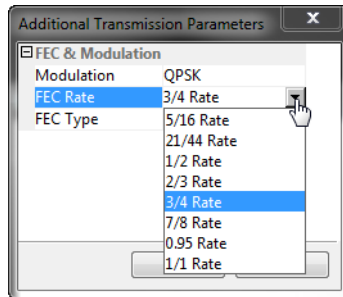 Additional Transmission Parameters
FEC & Modulation
Modulation QPSK
FEC Rate 3/4 Rate
FEC Type
5/16 Rate
21/44 Rate
1/2 Rate
2/3 Rate
3/4 Rate
7/8 Rate
0.95 Rate
1/1 Rate